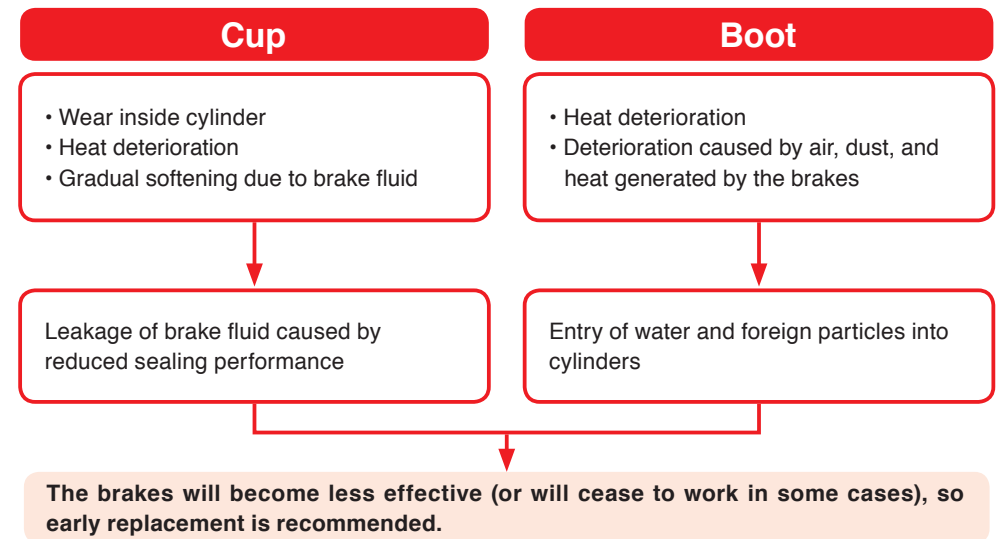 Cup
• Wear inside cylinder
• Heat deterioration
• Gradual softening due to brake fluid
Leakage of brake fluid caused by
reduced sealing performance
Boot
• Heat deterioration
• Deterioration caused by air, dust, and
heat generated by the brakes
Entry of water and foreign particles into
cylinders
The brakes will become less effective (or will cease to work in some cases), so
early replacement is recommended.